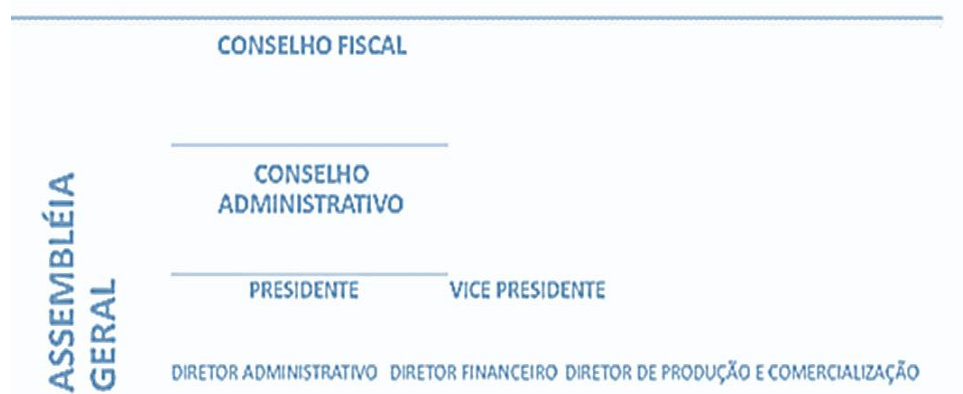 CONSELHO FISCAL
CONSELHO
ADMINISTRATIVO
ASSEMBLÉIA
GERAL
PRESIDENTE VICE PRESIDENTE
DIRETOR ADMINISTRATIVO DIRETOR FINANCEIRO DIRETOR DE PRODUÇÃO E COMERCIALIZAÇÃO